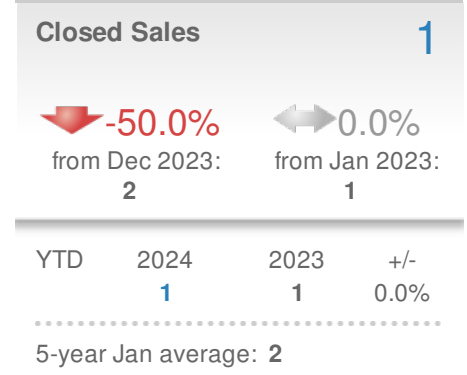 Closed Sales 1
-50.0% 0.0%
from Dec 2023: from Jan 2023:
2 1
YTD 2024 2023 +/-
1 1 0.0%
5-year Jan average: 2